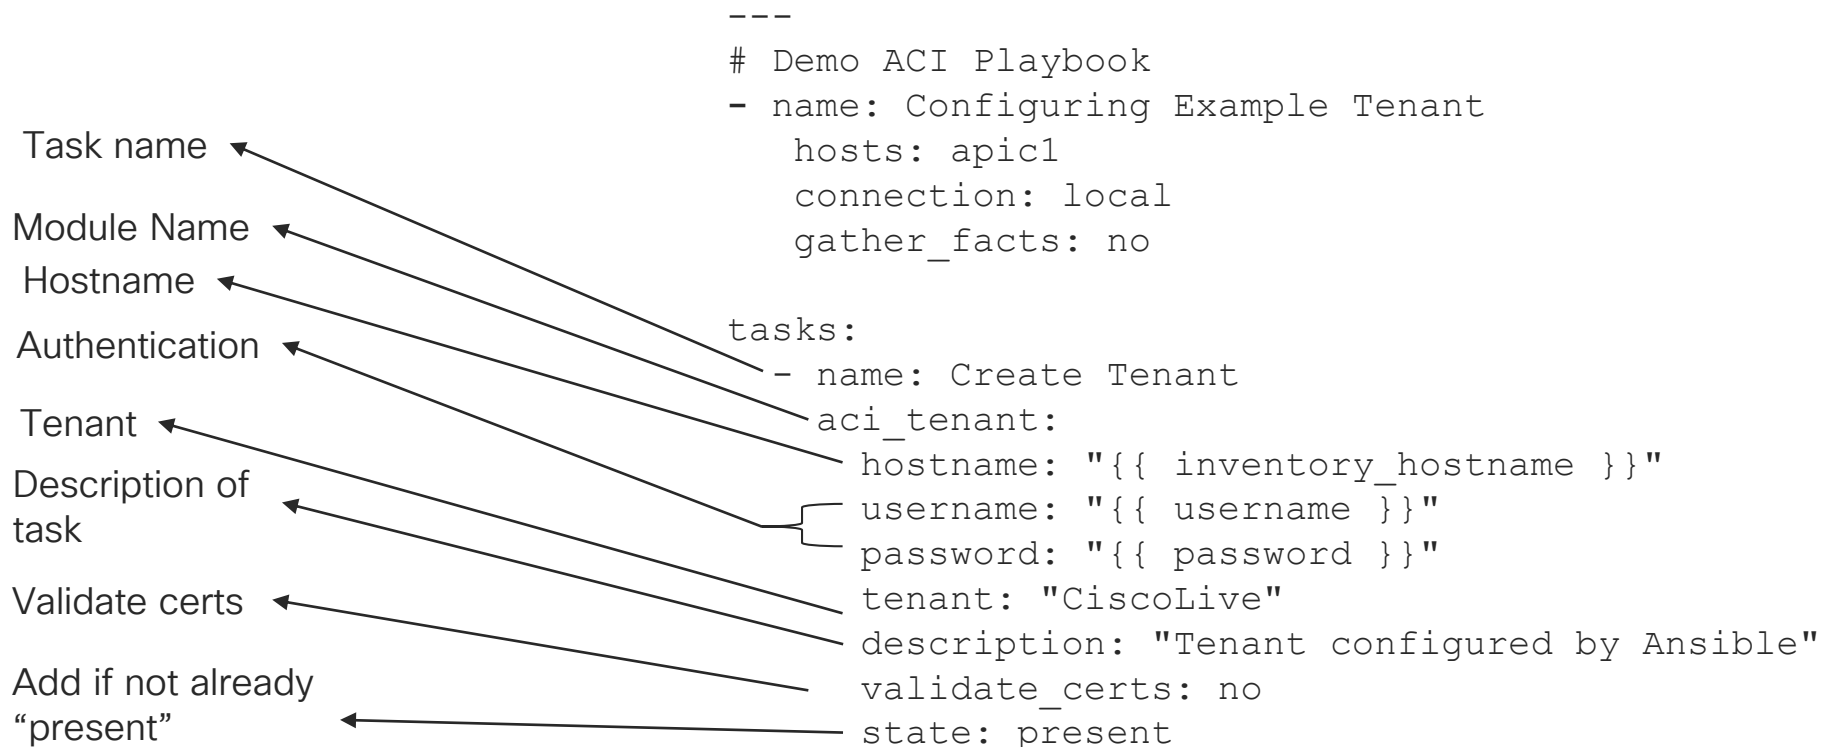 Task name
Module Name
Hostname
Authentication
Tenant
Description of
task
Validate certs
Add if not already
“present”
---
# Demo ACI Playbook
- name: Configuring Example Tenant
hosts: apic1
connection: local
gather_facts: no
tasks:
- name: Create Tenant
aci_tenant:
hostname: "{{ inventory_hostname }}"
username: "{{ username }}"
password: "{{ password }}"
tenant: "CiscoLive"
description: "Tenant configured by Ansible"
validate_certs: no
state: present